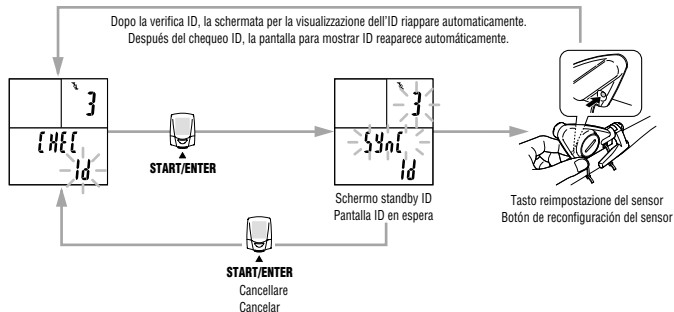 Dopo la verifica ID, la schermata per la visualizzazione dell'ID riappare automaticamente.
Después del chequeo ID, la pantalla para mostrar ID reaparece automáticamente.
3
CHEC
Id
START/ENTER
3
SYnC
Id
Schermo standby ID
Pantalla ID en espera
Tasto reimpostazione del sensor
Botón de reconfiguración del sensor
START/ENTER
Cancellare
Cancelar